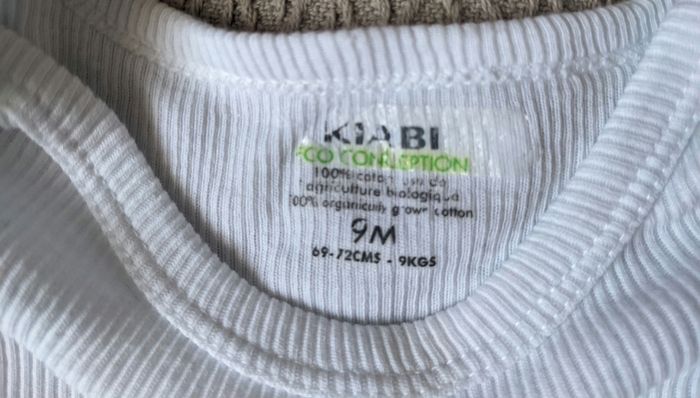 KIABI
ECO CONCEPTION
100% coton issu de
agriculture biologique
100% organically grown cotton
9M
69-72CMS - 9KGS